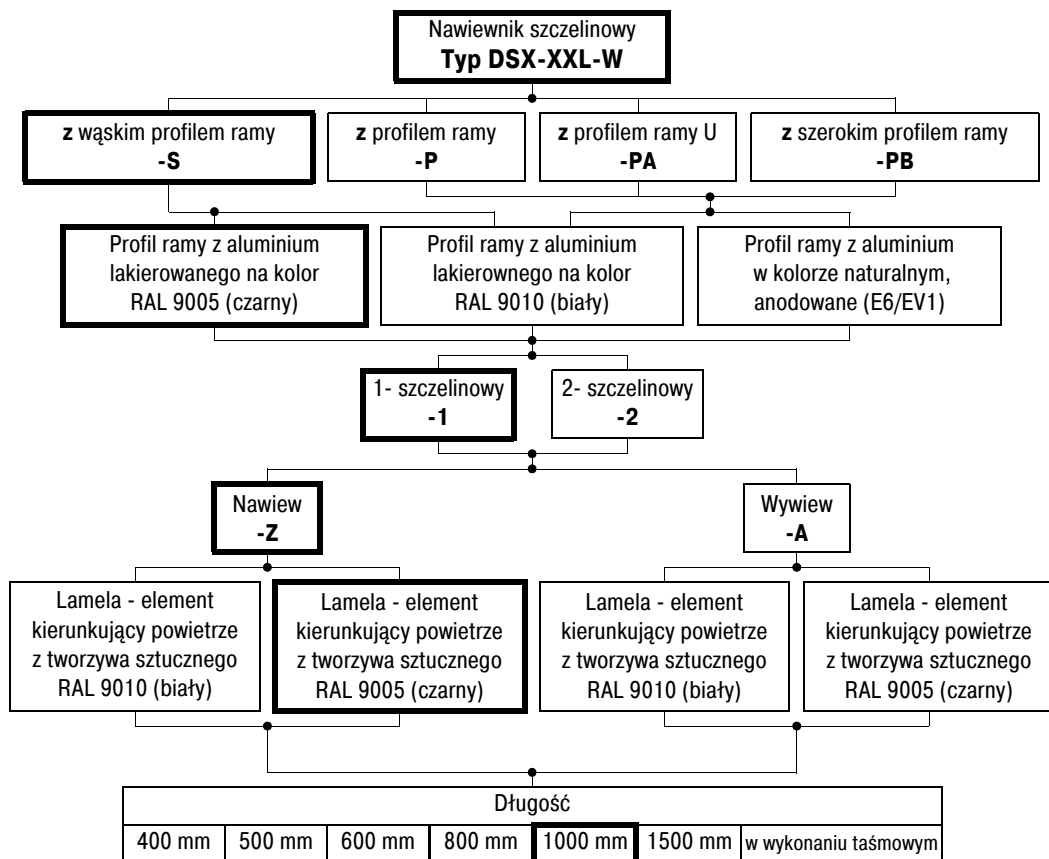 Nawiewnik szczelinowy
Typ DSX-XXL-W
z wąskim profilem ramy
-S
z profilem ramy
-P
z profilem ramy U
-PA
z szerokim profilem ramy
-PB
Profil ramy z aluminium
lakierowanego na kolor
RAL 9005 (czarny)
Profil ramy z aluminium
lakierownego na kolor
RAL 9010 (biały)
Profil ramy z aluminium
w kolorze naturalnym,
anodowane (E6/EV1)
1- szczelinowy
-1
2- szczelinowy
-2
Nawiew
-Z
Wywiew
-A
Lamela - element
kierunkujący powietrze
z tworzywa sztucznego
RAL 9010 (biały)
Lamela - element
kierunkujący powietrze
z tworzywa sztucznego
RAL 9005 (czarny)
Lamela - element
kierunkujący powietrze
z tworzywa sztucznego
RAL 9010 (biały)
Lamela - element
kierunkujący powietrze
z tworzywa sztucznego
RAL 9005 (czarny)
Długość
400 mm 500 mm 600 mm 800 mm 1000 mm 1500 mm w wykonaniu taśmowym